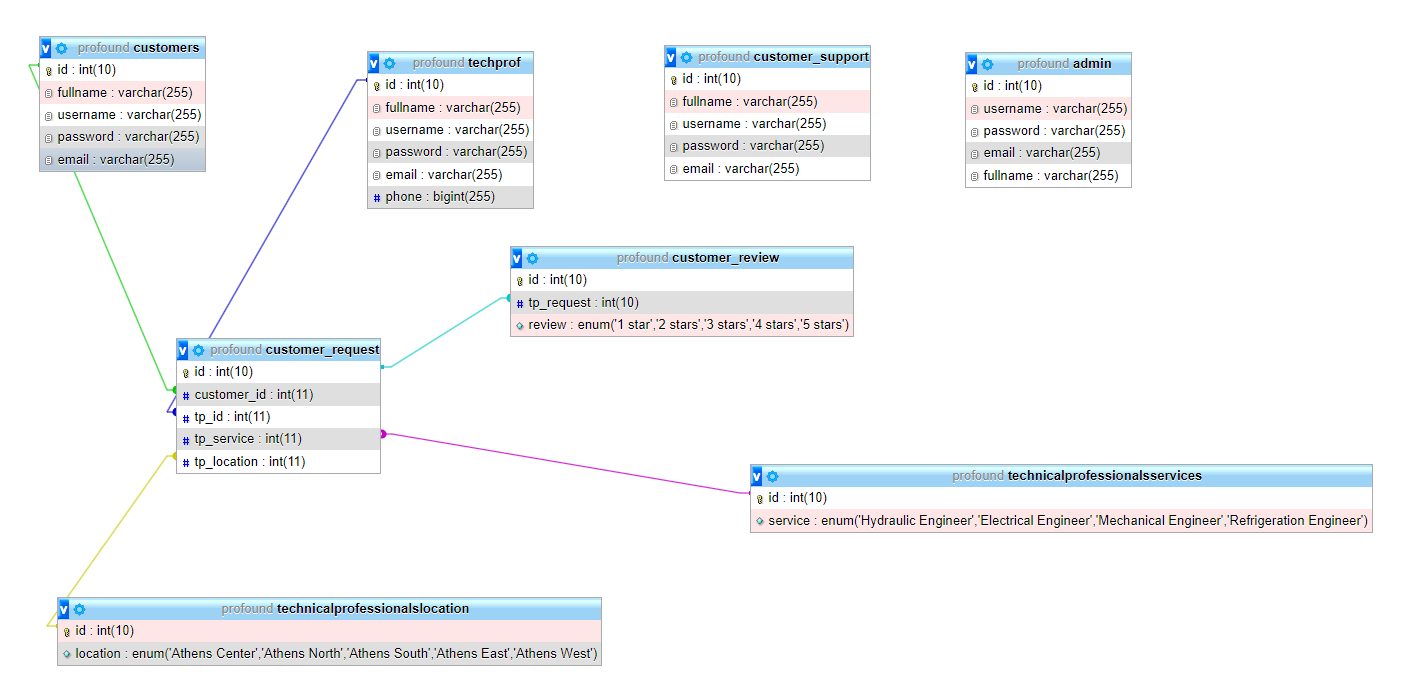 profound customers
id : int(10)
fullname : varchar(255)
username : varchar(255)
password : varchar(255)
email : varchar(255)
profound techprof
id : int(10)
fullname : varchar(255)
username : varchar(255)
password : varchar(255)
email : varchar(255)
# phone : bigint(255)
profound customer_support
id : int(10)
fullname : varchar(255)
username : varchar(255)
password : varchar(255)
email : varchar(255)
profound admin
id : int(10)
username : varchar(255)
password : varchar(255)
email : varchar(255)
fullname : varchar(255)
profound customer_review
id : int(10)
# tp_request : int(10)
review : enum('1 star','2 stars','3 stars','4 stars','5 stars')
profound customer_request
id : int(10)
# customer_id : int(11)
# tp_id : int(11)
# tp_service : int(11)
# tp_location : int(11)
profound technicalprofessionalsservices
id : int(10)
service : enum('Hydraulic Engineer','Electrical Engineer','Mechanical Engineer','Refrigeration Engineer')
profound technicalprofessionalslocation
id : int(10)
location : enum('Athens Center','Athens North','Athens South','Athens East','Athens West')